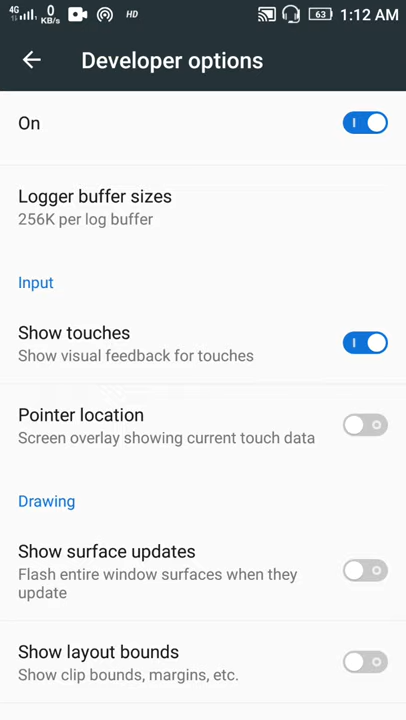 4G 0 KB/s HD 63 1:12 AM
Developer options
On
Logger buffer sizes
256K per log buffer
Input
Show touches
Show visual feedback for touches
Pointer location
Screen overlay showing current touch data
Drawing
Show surface updates
Flash entire window surfaces when they
update
Show layout bounds
Show clip bounds, margins, etc.